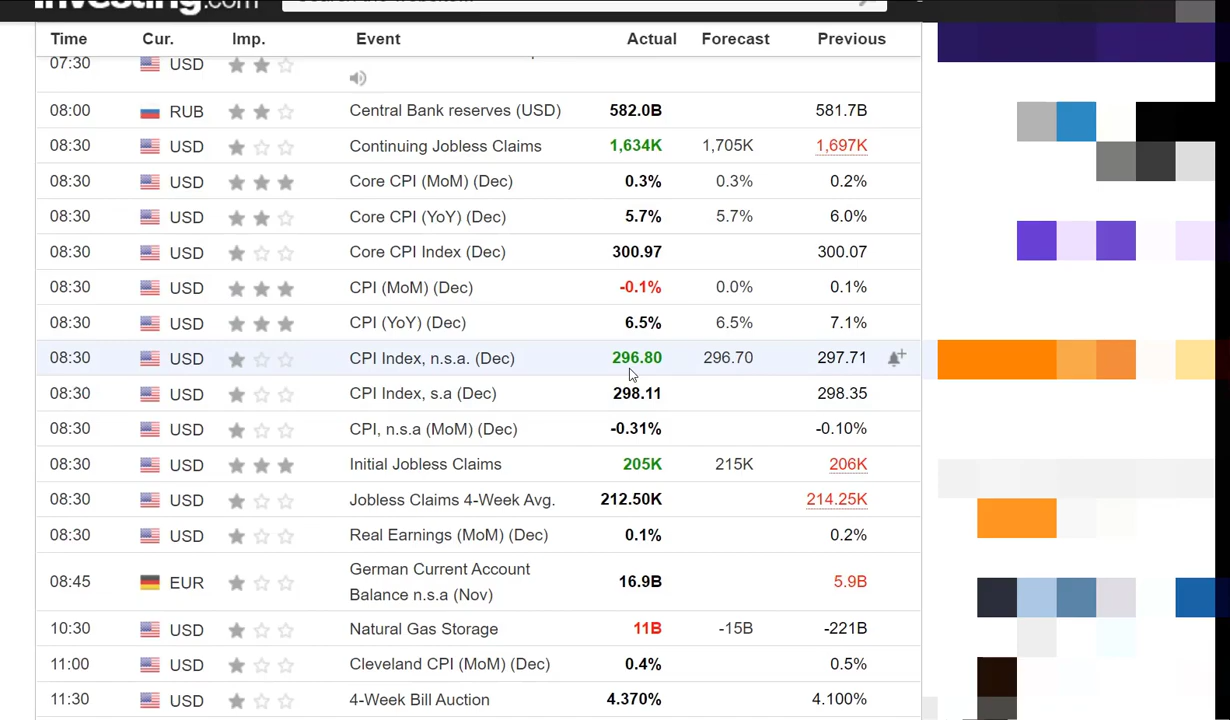 Investing.com
Time Cur. Imp. Event Actual Forecast Previous
07:30 USD
08:00 RUB Central Bank reserves (USD) 582.0B 581.7B
08:30 USD Continuing Jobless Claims 1,634K 1,705K 1,697K
08:30 USD Core CPI (MoM) (Dec) 0.3% 0.3% 0.2%
08:30 USD Core CPI (YoY) (Dec) 5.7% 5.7% 6.0%
08:30 USD Core CPI Index (Dec) 300.97 300.07
08:30 USD CPI (MoM) (Dec) -0.1% 0.0% 0.1%
08:30 USD CPI (YoY) (Dec) 6.5% 6.5% 7.1%
08:30 USD CPI Index, n.s.a. (Dec) 296.80 296.70 297.71
08:30 USD CPI Index, s.a (Dec) 298.11 298.35
08:30 USD CPI, n.s.a (MoM) (Dec) -0.31% -0.10%
08:30 USD Initial Jobless Claims 205K 215K 206K
08:30 USD Jobless Claims 4-Week Avg. 212.50K 214.25K
08:30 USD Real Earnings (MoM) (Dec) 0.1% 0.2%
08:45 EUR German Current Account Balance n.s.a (Nov) 16.9B 5.9B
10:30 USD Natural Gas Storage 11B -15B -221B
11:00 USD Cleveland CPI (MoM) (Dec) 0.4% 0.5%
11:30 USD 4-Week Bill Auction 4.370% 4.100%